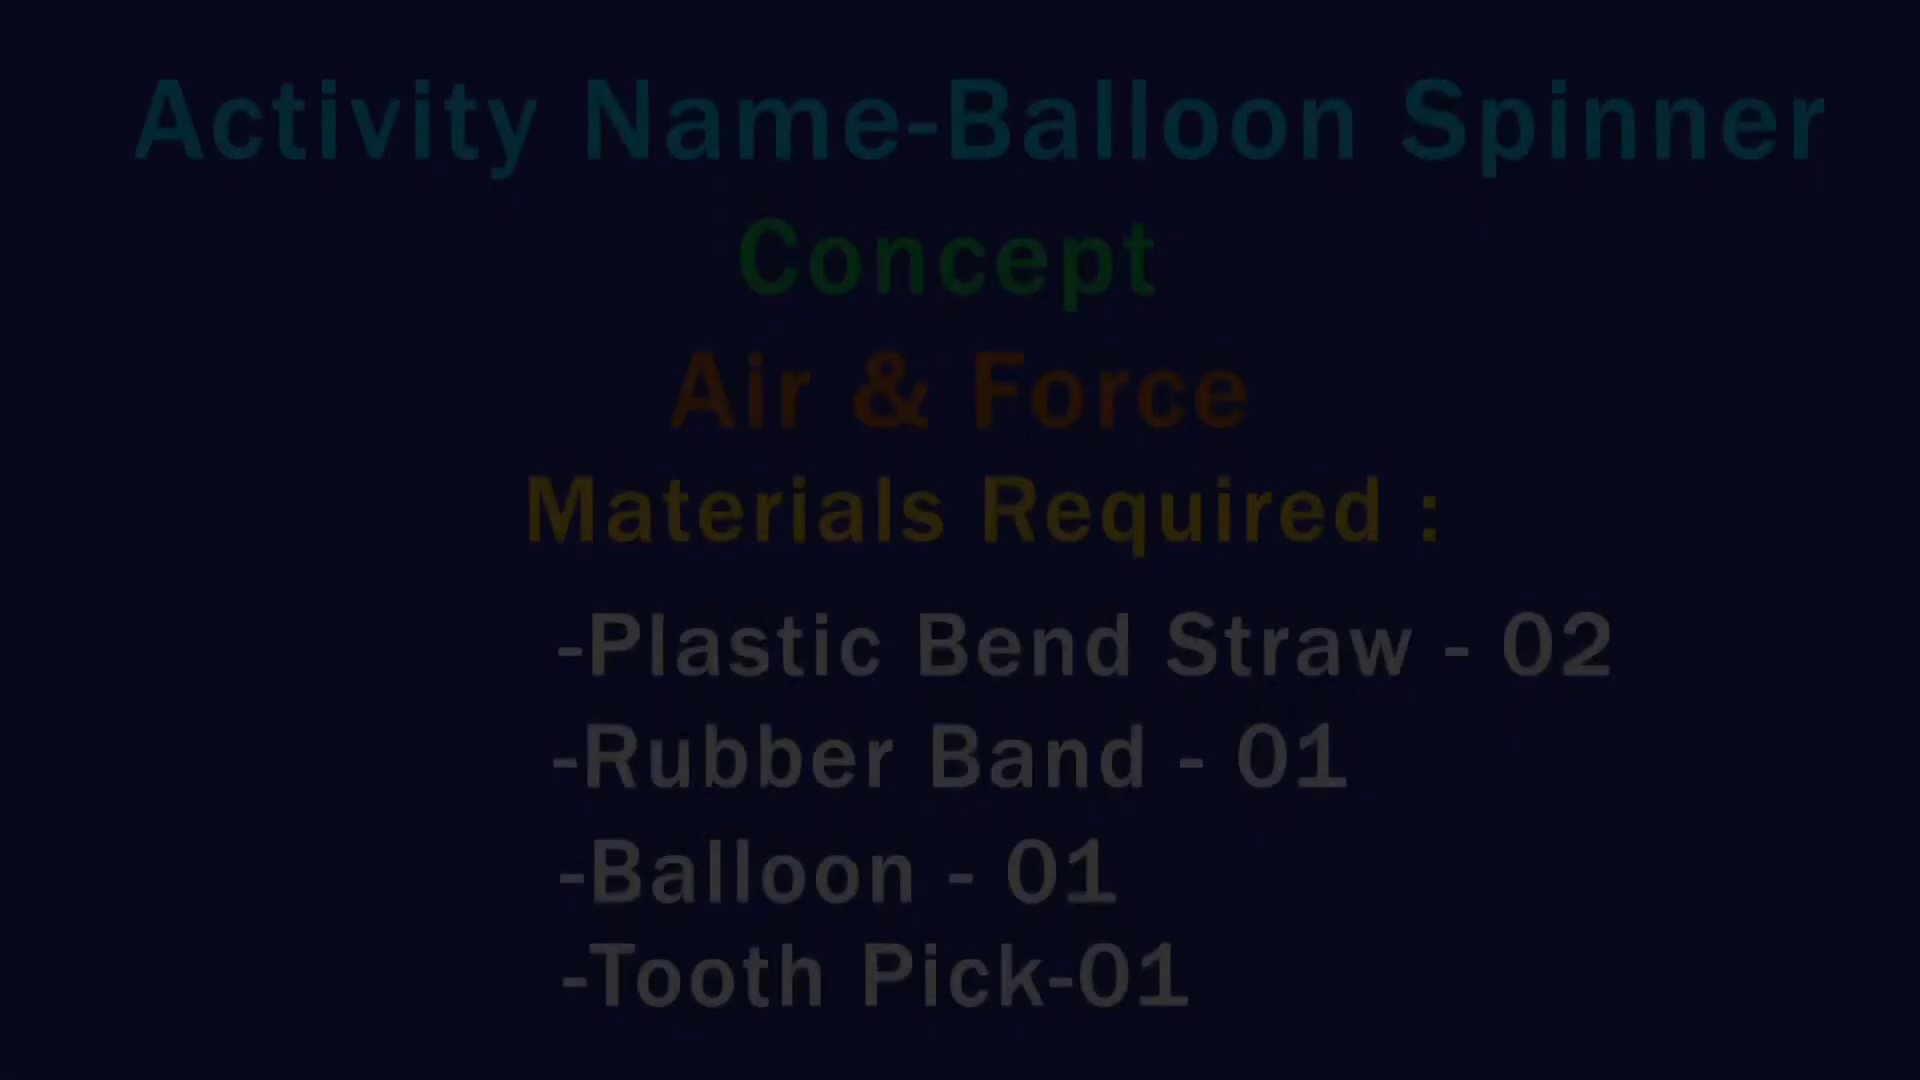 Activity Name-Balloon Spinner
Concept
Air & Force
Materials Required :
-Plastic Bend Straw - 02
-Rubber Band - 01
-Balloon - 01
-Tooth Pick-01